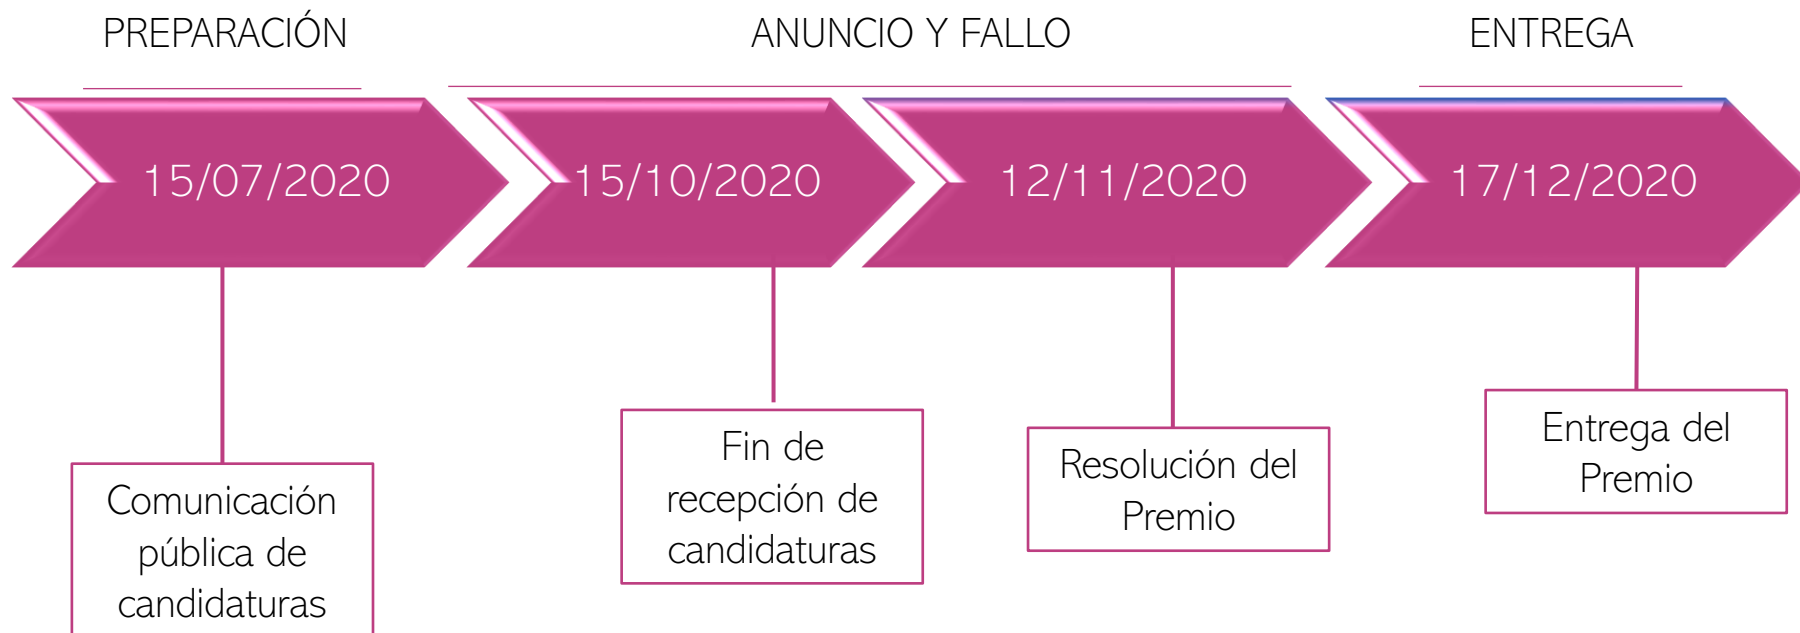 PREPARACIÓN
ANUNCIO Y FALLO
ENTREGA
15/07/2020
15/10/2020
12/11/2020
17/12/2020
Comunicación
pública de
candidaturas
Fin de
recepción de
candidaturas
Resolución del
Premio
Entrega del
Premio